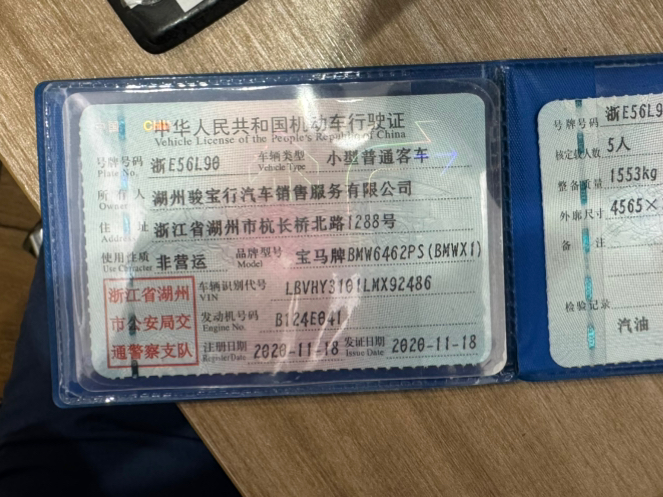 中华人民共和国机动车行驶证
Vehicle License of the People's Republic of China
号牌号码 浙E56L90 车辆类型 小型普通客车
Plate No. Vehicle Type
所有人 湖州骏宝行汽车销售服务有限公司
Owner
住址 浙江省湖州市杭长桥北路1288号
Address
使用性质 非营运 品牌型号 宝马牌BMW6462PS(BMWX1)
Use Character Model
浙江省湖州
市公安局交
通警察支队
车辆识别代号 LBVHY3101LMX92486
VIN
发动机号码 B124E041
Engine No.
注册日期 2020-11-18 发证日期 2020-11-18
Register Date Issue Date
号牌号码 浙E56L9
核定载人数 5人
整备质量 1553kg
外廓尺寸 4565×
备注
检验记录
汽油